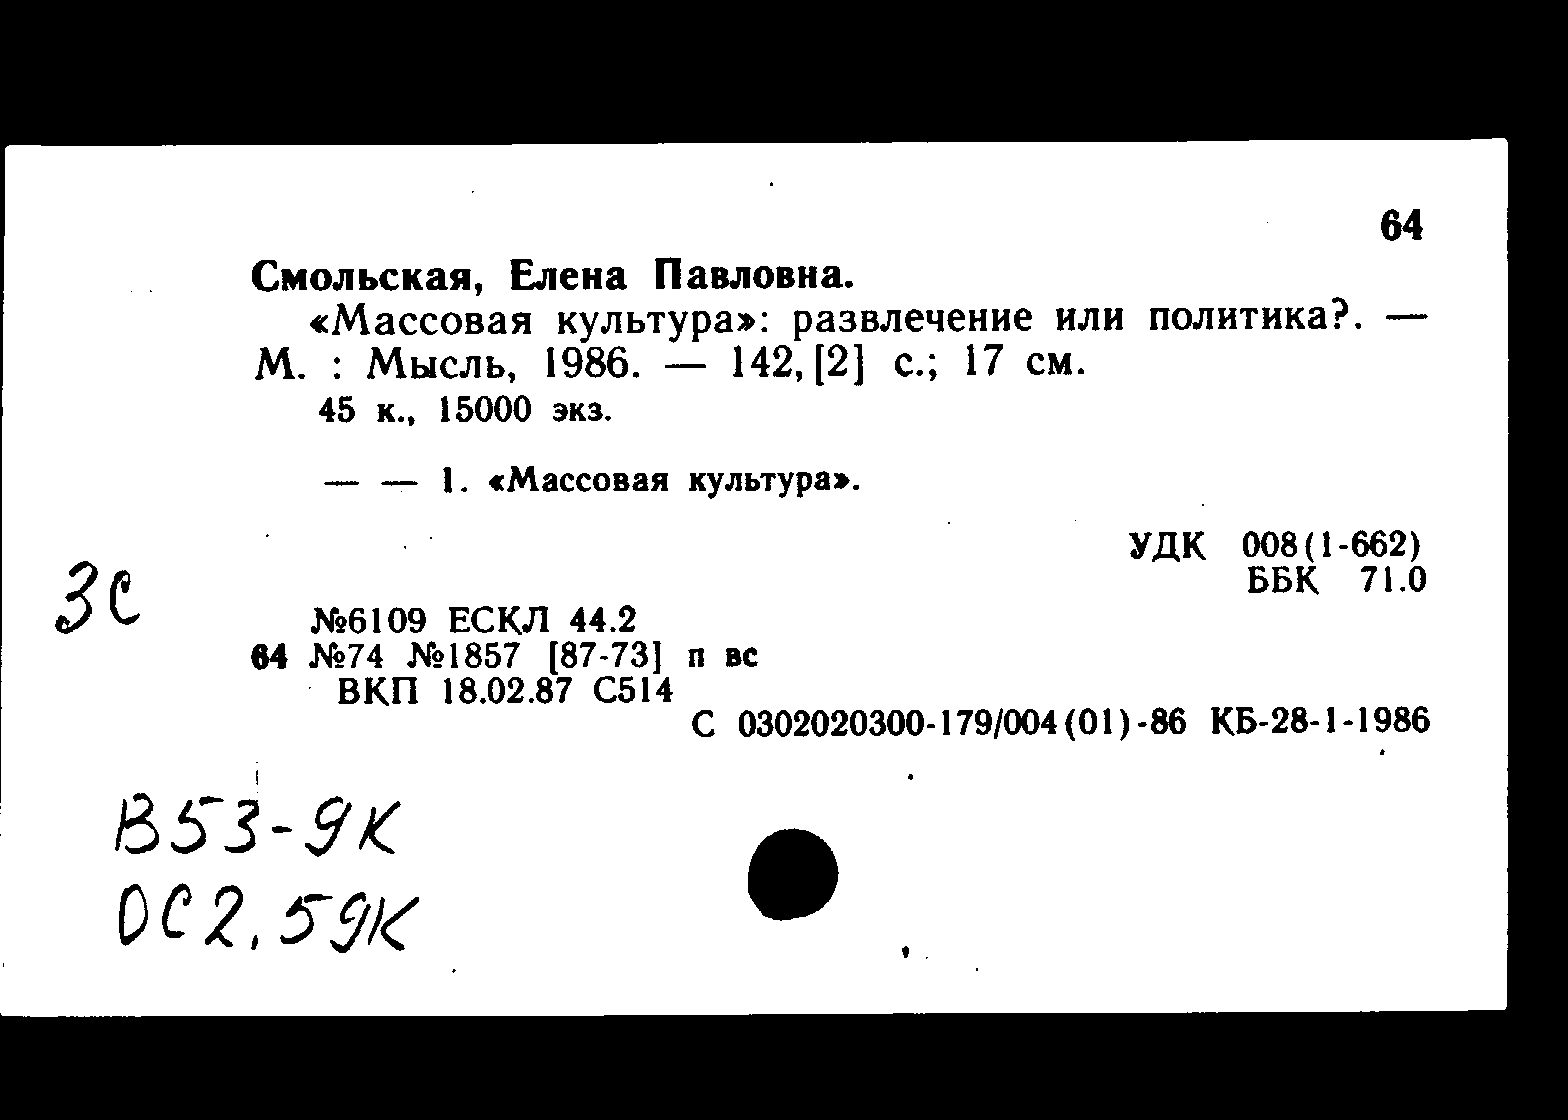 64
Смольская, Елена Павловна.
«Массовая культура»: развлечение или политика?. —
М. : Мысль, 1986. — 142,[2] с.; 17 см.
45 к., 15000 экз.
— — 1. «Массовая культура».
УДК 008(1-662)
ББК 71.0
3С
№6109 ЕСКЛ 44.2
64 №74 №1857 [87-73] п вс
ВКП 18.02.87 С514
С 0302020300-179/004(01)-86 КБ-28-1-1986
В53-9К
ОС2.59К